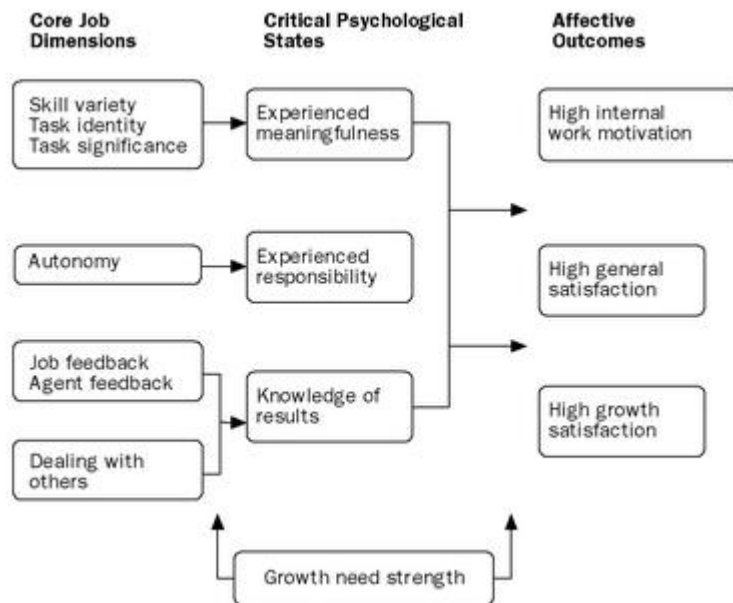 Core Job
Dimensions
Critical Psychological
States
Affective
Outcomes
Skill variety
Task identity
Task significance
Experienced
meaningfulness
High internal
work motivation
Autonomy
Experienced
responsibility
High general
satisfaction
Job feedback
Agent feedback
Dealing with
others
Knowledge of
results
High growth
satisfaction
Growth need strength